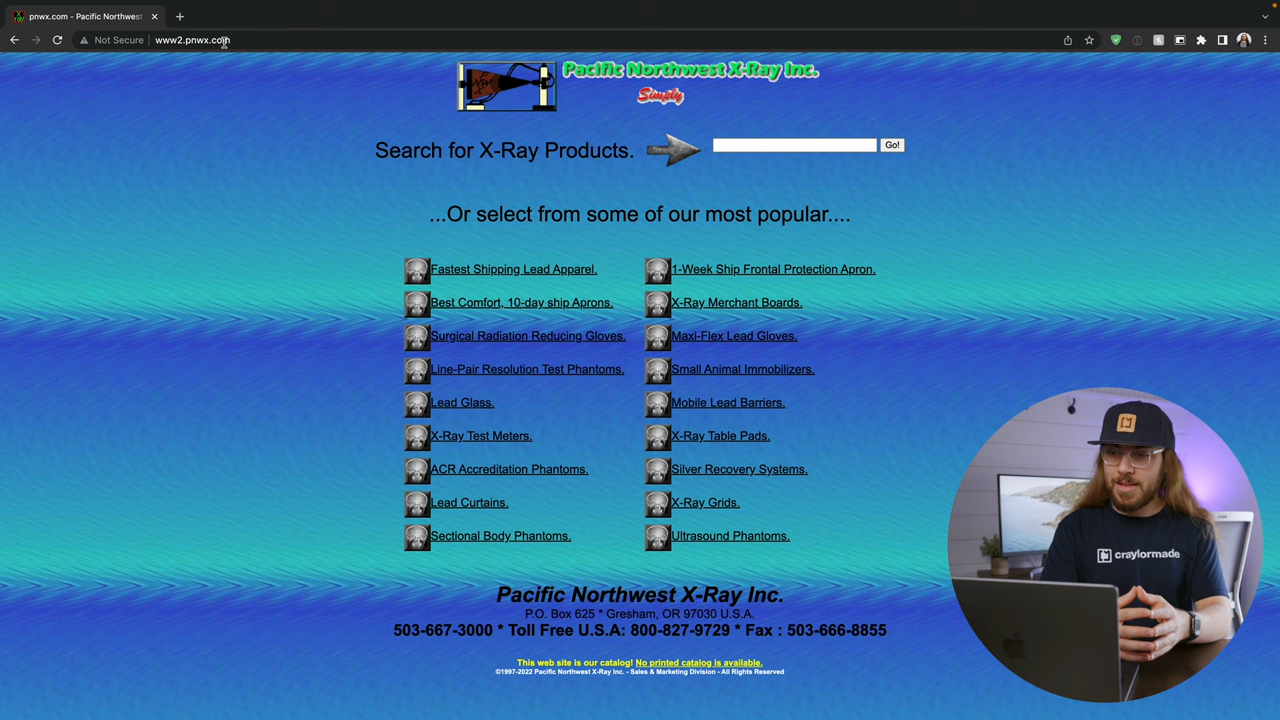 pnwx.com - Pacific Northwest
Not Secure
www2.pnwx.com
Pacific Northwest X-Ray Inc.
Simply
Search for X-Ray Products.
Go!
...Or select from some of our most popular....
Fastest Shipping Lead Apparel.
1-Week Ship Frontal Protection Apron.
Best Comfort, 10-day ship Aprons.
X-Ray Merchant Boards.
Surgical Radiation Reducing Gloves.
Maxi-Flex Lead Gloves.
Line-Pair Resolution Test Phantoms.
Small Animal Immobilizers.
Lead Glass.
Mobile Lead Barriers.
X-Ray Test Meters.
X-Ray Table Pads.
ACR Accreditation Phantoms.
Silver Recovery Systems.
Lead Curtains.
X-Ray Grids.
Sectional Body Phantoms.
Ultrasound Phantoms.
craylormade
Pacific Northwest X-Ray Inc.
P.O. Box 625 * Gresham, OR 97030 U.S.A.
503-667-3000 * Toll Free U.S.A: 800-827-9729 * Fax : 503-666-8855
This web site is our catalog! No printed catalog is available.
©1997-2022 Pacific Northwest X-Ray Inc. - Sales & Marketing Division - All Rights Reserved